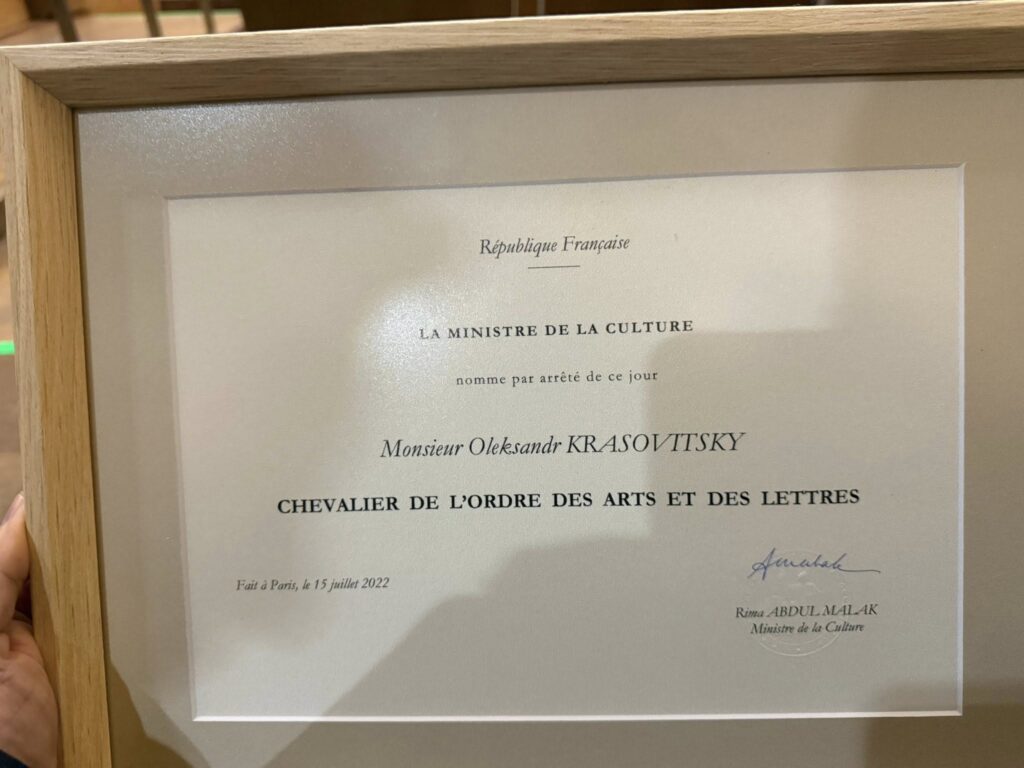 République Française
LA MINISTRE DE LA CULTURE
nomme par arrêté de ce jour
Monsieur Oleksandr KRASOVITSKY
CHEVALIER DE L'ORDRE DES ARTS ET DES LETTRES
Fait à Paris, le 15 juillet 2022
Rima ABDUL MALAK
Ministre de la Culture